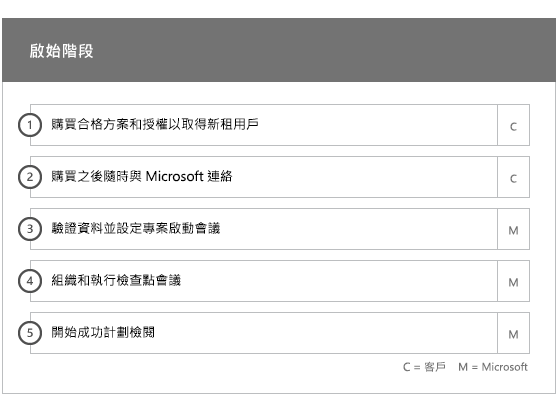 啟始階段
1 購買合格方案和授權以取得新租用戶 C
2 購買之後隨時與 Microsoft 連絡 C
3 驗證資料並設定專案啟動會議 M
4 組織和執行檢查點會議 M
5 開始成功計劃檢閱 M
C = 客戶 M = Microsoft